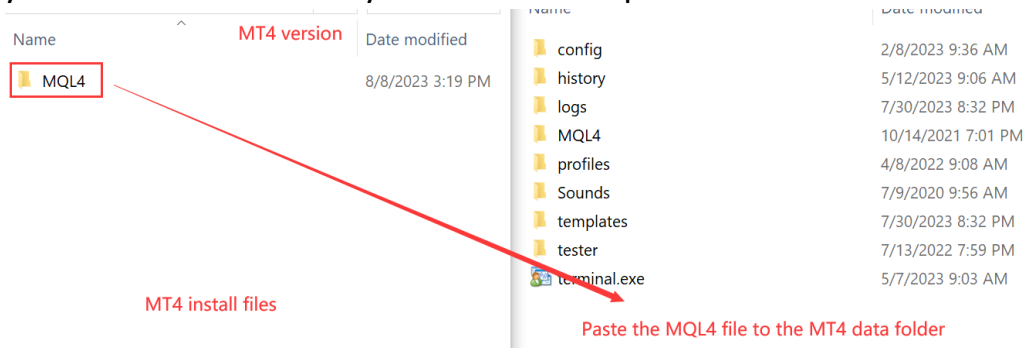 MT4 version
Name
Date modified
MQL4
8/8/2023 3:19 PM
MT4 install files
Name
Date modified
config 2/8/2023 9:36 AM
history 5/12/2023 9:06 AM
logs 7/30/2023 8:32 PM
MQL4 10/14/2021 7:01 PM
profiles 4/8/2022 9:08 AM
Sounds 7/9/2020 9:56 AM
templates 7/30/2023 8:32 PM
tester 7/13/2022 7:59 PM
terminal.exe 5/7/2023 9:03 AM
Paste the MQL4 file to the MT4 data folder